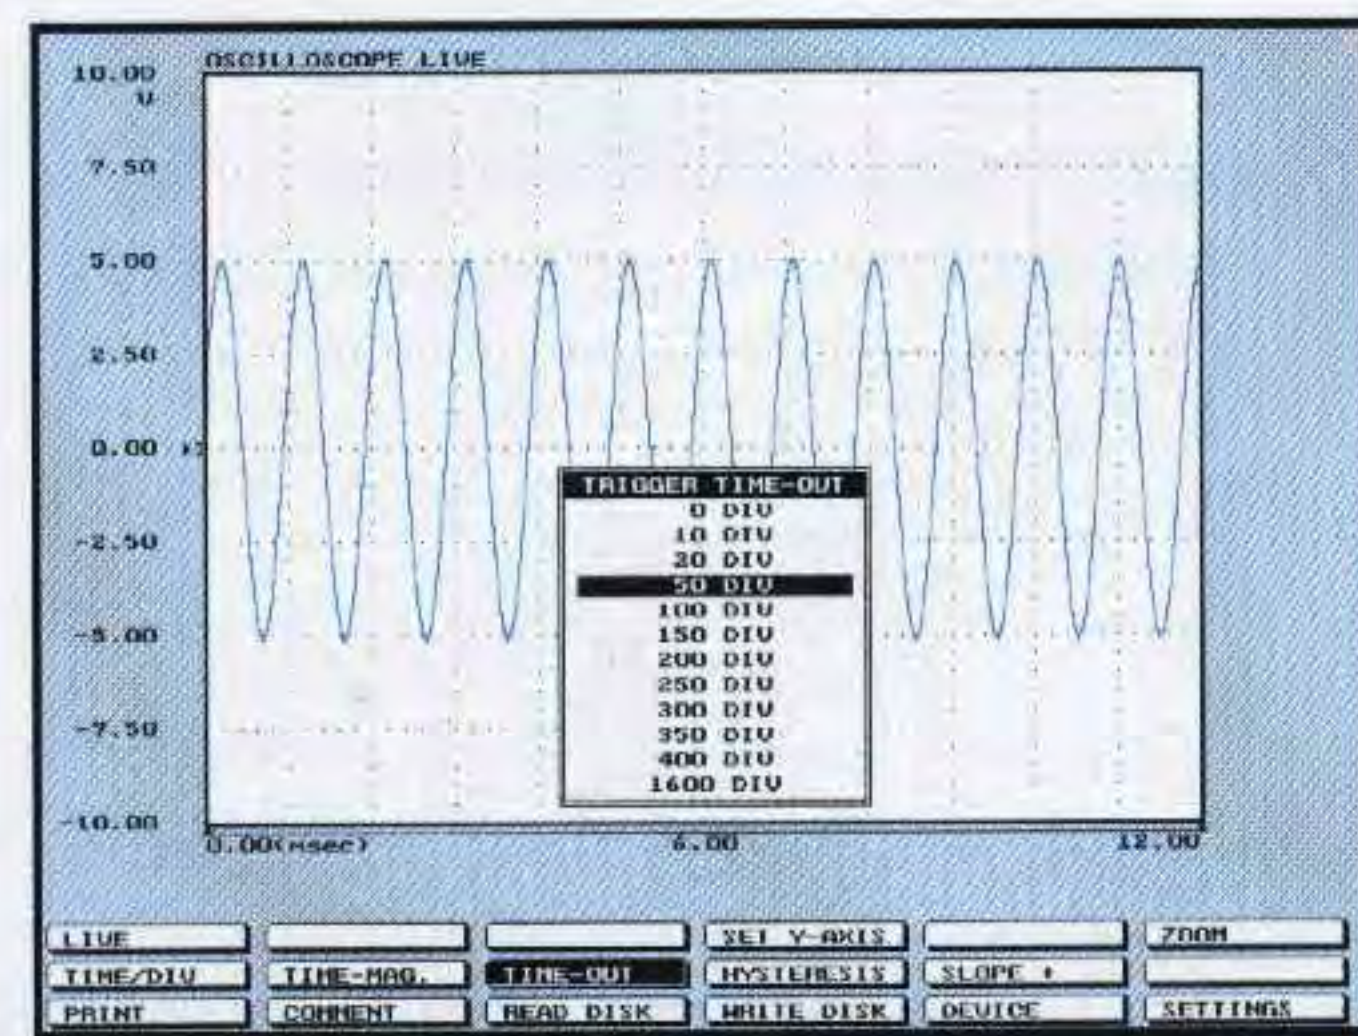 OSCILLOSCOPE LIVE
10.00
V
7.50
5.00
2.50
0.00
-2.50
-5.00
-7.50
-10.00
0.00(msec) 6.00 12.00
TRIGGER TIME-OUT
0 DIV
10 DIV
20 DIV
50 DIV
100 DIV
150 DIV
200 DIV
250 DIV
300 DIV
350 DIV
400 DIV
1600 DIV
LIVE SET Y-AXIS ZOOM
TIME/DIV TIME-MAG. TIME-OUT HYSTERESIS SLOPE +
PRINT COMMENT READ DISK WRITE DISK DEVICE SETTINGS